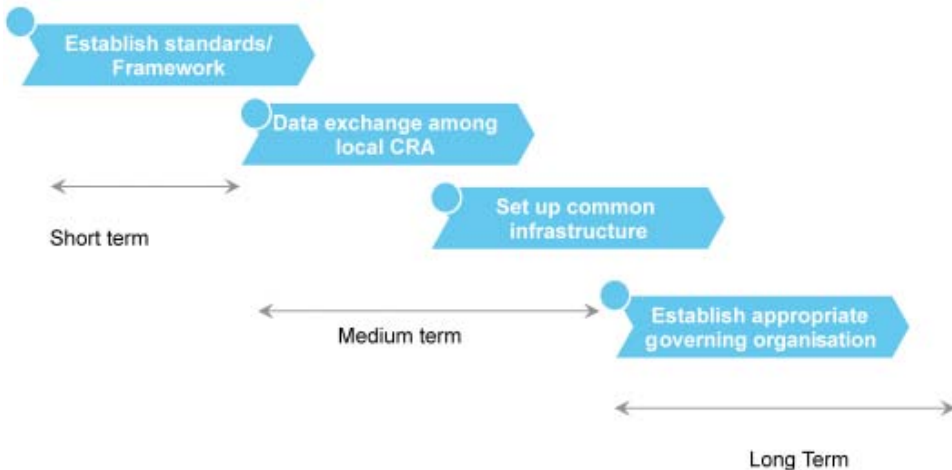 Establish standards/
Framework
Data exchange among
local CRA
Set up common
infrastructure
Short term
Establish appropriate
governing organisation
Medium term
Long Term